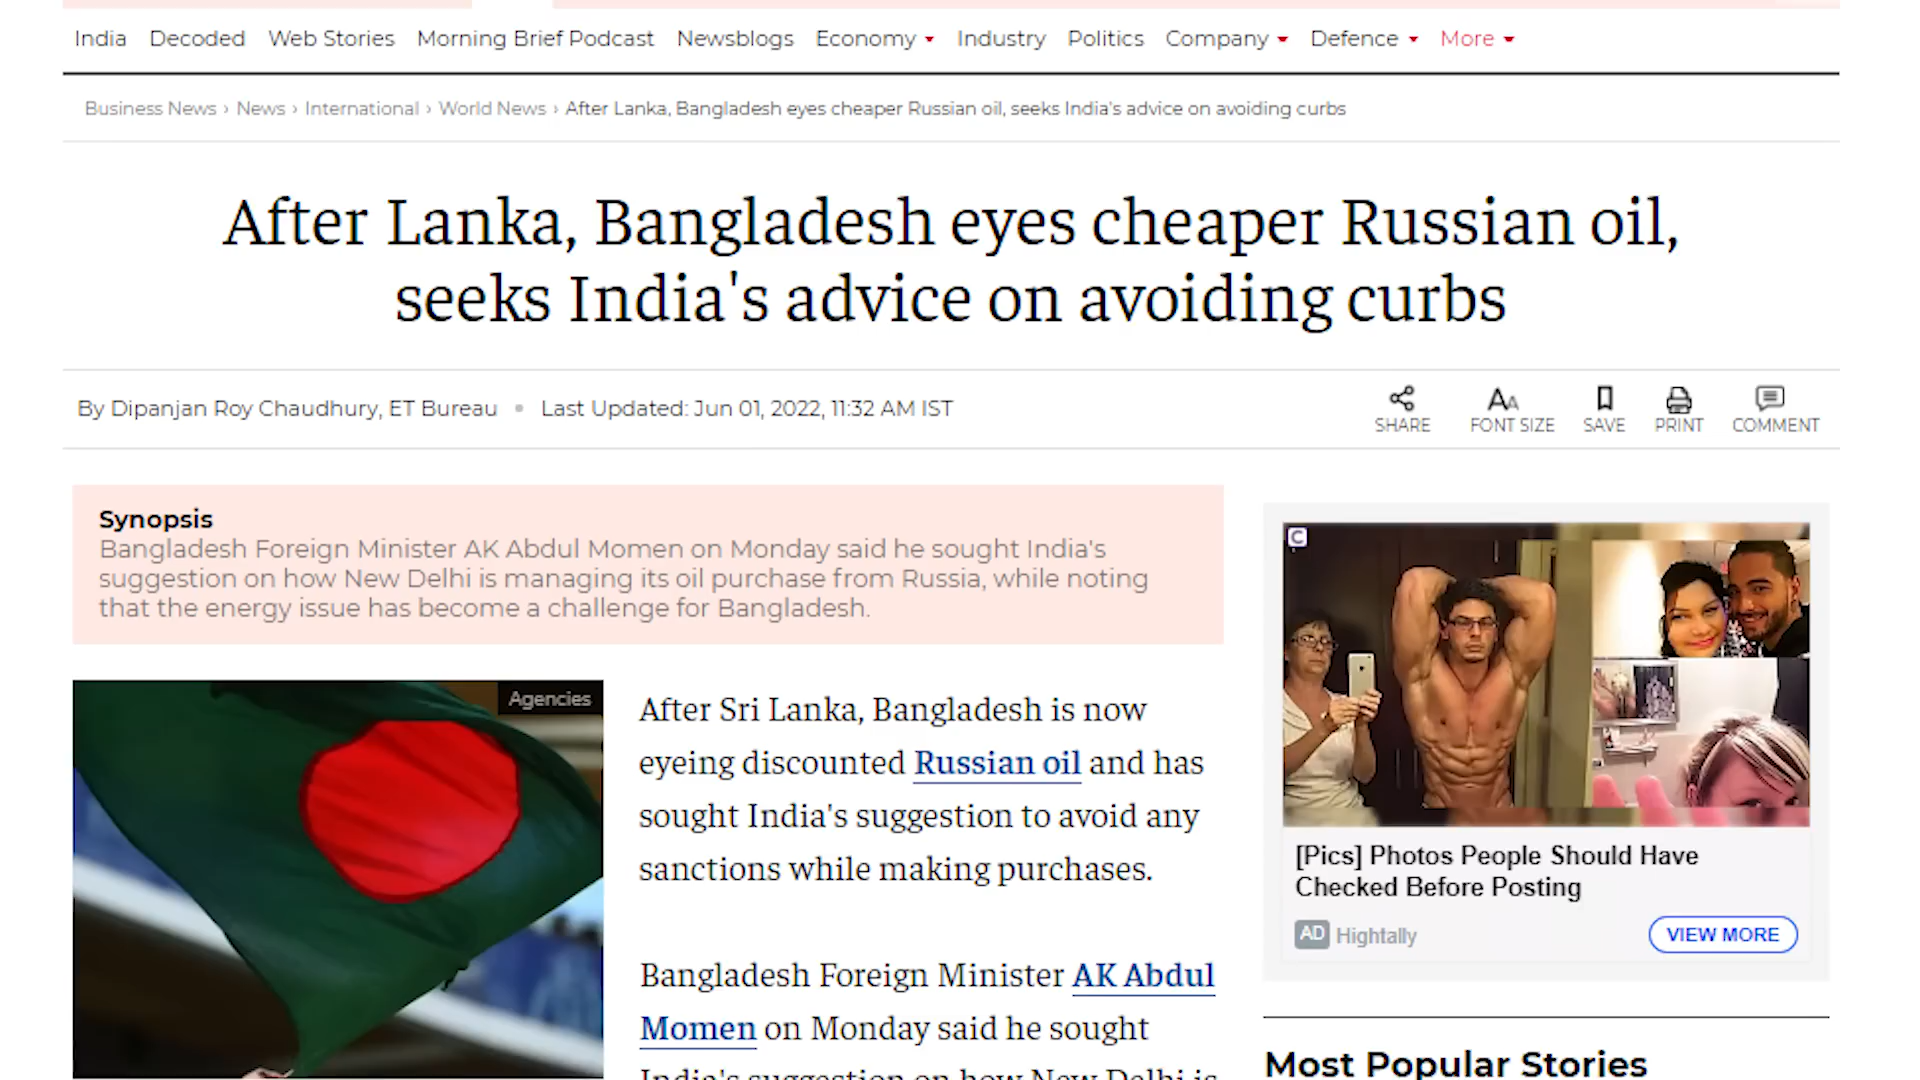 India Decoded Web Stories Morning Brief Podcast Newsblogs Economy Industry Politics Company Defence More
Business News › News › International › World News › After Lanka, Bangladesh eyes cheaper Russian oil, seeks India's advice on avoiding curbs
After Lanka, Bangladesh eyes cheaper Russian oil,
seeks India's advice on avoiding curbs
By Dipanjan Roy Chaudhury, ET Bureau • Last Updated: Jun 01, 2022, 11:32 AM IST
SHARE FONT SIZE SAVE PRINT COMMENT
Synopsis
Bangladesh Foreign Minister AK Abdul Momen on Monday said he sought India's
suggestion on how New Delhi is managing its oil purchase from Russia, while noting
that the energy issue has become a challenge for Bangladesh.
Agencies
After Sri Lanka, Bangladesh is now
eyeing discounted Russian oil and has
sought India's suggestion to avoid any
sanctions while making purchases.
Bangladesh Foreign Minister AK Abdul
Momen on Monday said he sought
India's suggestion on how New Delhi is
C
[Pics] Photos People Should Have
Checked Before Posting
AD Hightally
VIEW MORE
Most Popular Stories